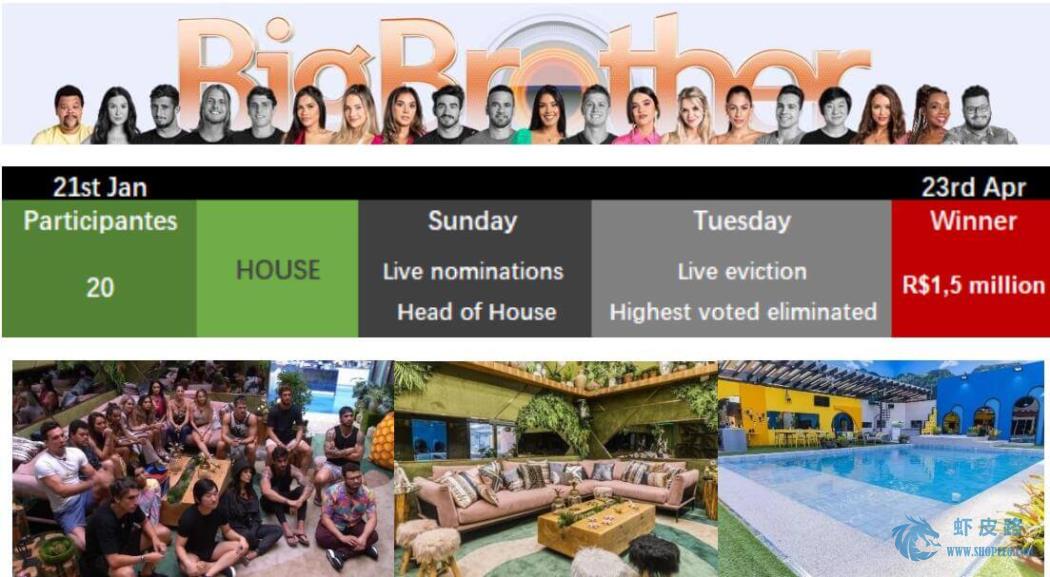 BigBrother
21st Jan
23rd Apr
Participantes
20
HOUSE
Sunday
Live nominations
Head of House
Tuesday
Live eviction
Highest voted eliminated
Winner
R$1,5 million
虾皮路